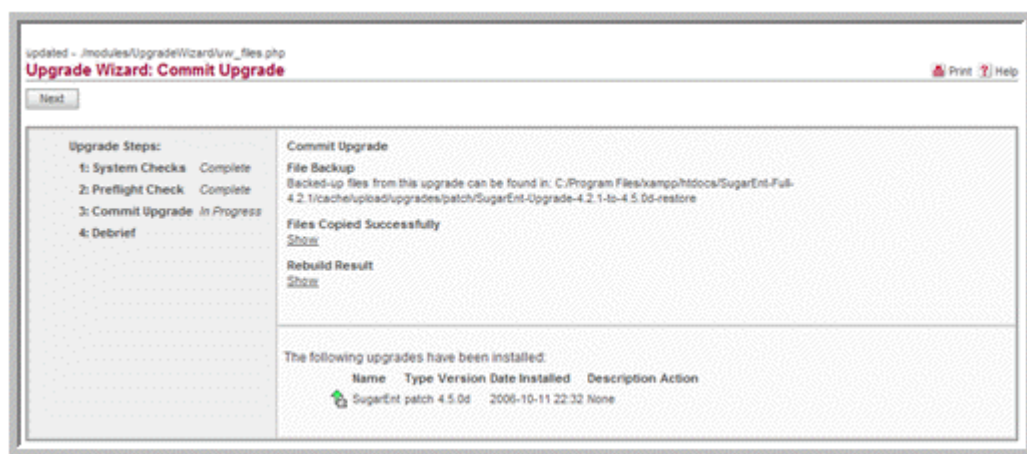 updated - ./modules/UpgradeWizard/uw_files.php
Upgrade Wizard: Commit Upgrade
Print Help
Next
Upgrade Steps:
1: System Checks Complete
2: Preflight Check Complete
3: Commit Upgrade In Progress
4: Debrief
Commit Upgrade
File Backup
Backed-up files from this upgrade can be found in: C:/Program Files/xampp/htdocs/SugarEnt-Full-
4.2.1/cache/upload/upgrades/patch/SugarEnt-Upgrade-4.2.1-to-4.5.0d-restore
Files Copied Successfully
Show
Rebuild Result
Show
The following upgrades have been installed:
Name Type Version Date Installed Description Action
SugarEnt patch 4.5.0d 2006-10-11 22:32 None